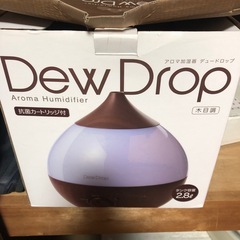 アロマ加湿器 デュードロップ
Dew Drop
Aroma Humidifier
抗菌カートリッジ付
木目調
タンク容量
2.8ℓ